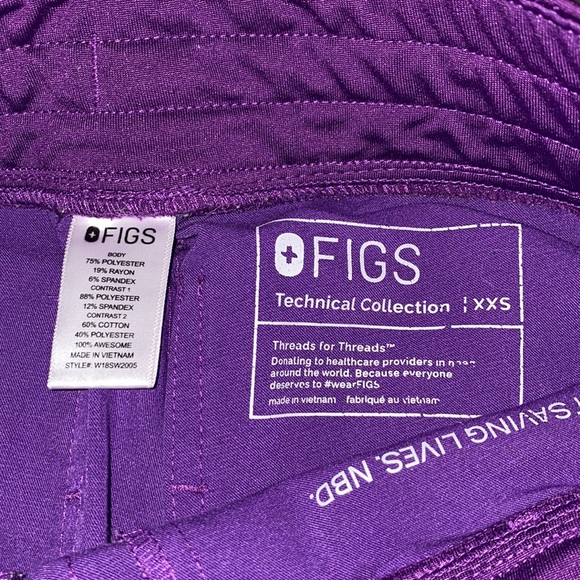 FIGS
BODY
75% POLYESTER
19% RAYON
6% SPANDEX
CONTRAST 1
88% POLYESTER
12% SPANDEX
CONTRAST 2
60% COTTON
40% POLYESTER
100% AWESOME
MADE IN VIETNAM
STYLE#: W18SW2005
FIGS
Technical Collection XXS
Threads for Threads™
Donating to healthcare providers in
around the world. Because everyone
deserves to #wearFIGS
made in vietnam fabriqué au vietnam
SAVING LIVES. NBD.